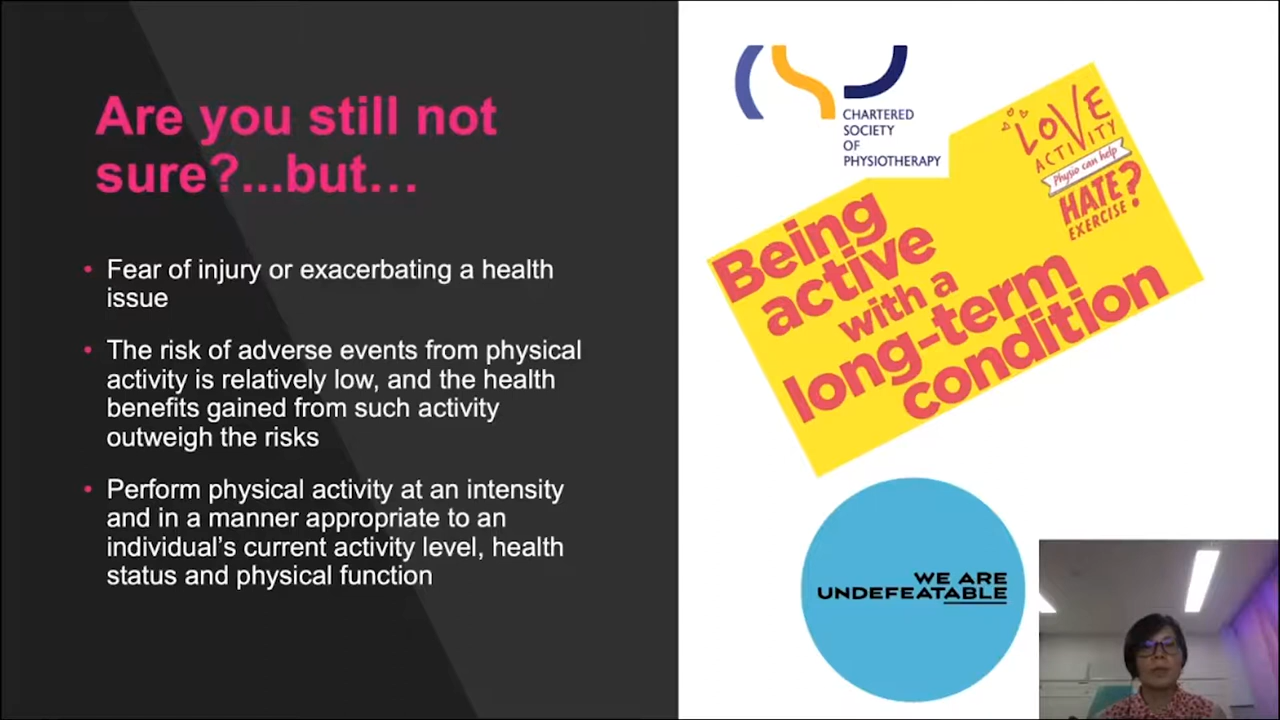 Are you still not
sure?...but...
• Fear of injury or exacerbating a health
issue
• The risk of adverse events from physical
activity is relatively low, and the health
benefits gained from such activity
outweigh the risks
• Perform physical activity at an intensity
and in a manner appropriate to an
individual’s current activity level, health
status and physical function
CHARTERED
SOCIETY
OF
PHYSIOTHERAPY
LOVE
ACTIVITY
Physio can help
HATE?
EXERCISE
Being
active
with a
long-term
condition
WE ARE
UNDEFEATABLE